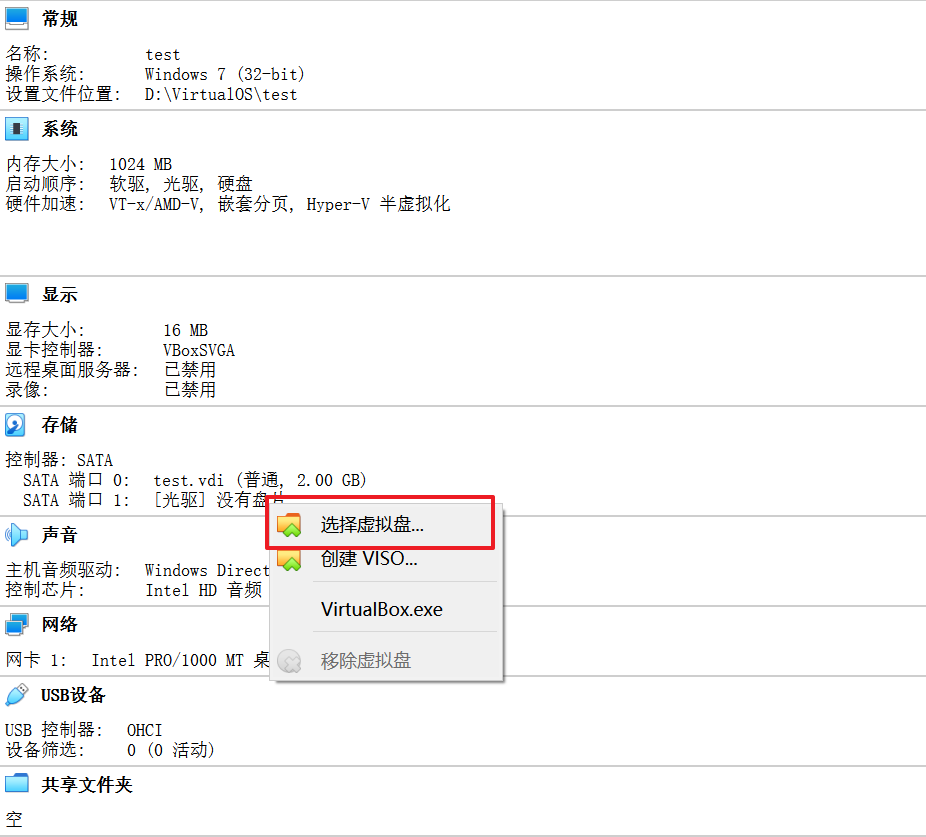 常规
名称: test
操作系统: Windows 7 (32-bit)
设置文件位置: D:\VirtualOS\test
系统
内存大小: 1024 MB
启动顺序: 软驱, 光驱, 硬盘
硬件加速: VT-x/AMD-V, 嵌套分页, Hyper-V 半虚拟化
显示
显存大小: 16 MB
显卡控制器: VBoxSVGA
远程桌面服务器: 已禁用
录像: 已禁用
存储
控制器: SATA
SATA 端口 0: test.vdi (普通, 2.00 GB)
SATA 端口 1: [光驱] 没有盘片
选择虚拟盘...
声音
创建 VISO...
主机音频驱动: Windows Direct
控制芯片: Intel HD 音频
VirtualBox.exe
网络
网卡 1: Intel PRO/1000 MT 桌
移除虚拟盘
USB设备
USB 控制器: OHCI
设备筛选: 0 (0 活动)
共享文件夹
空